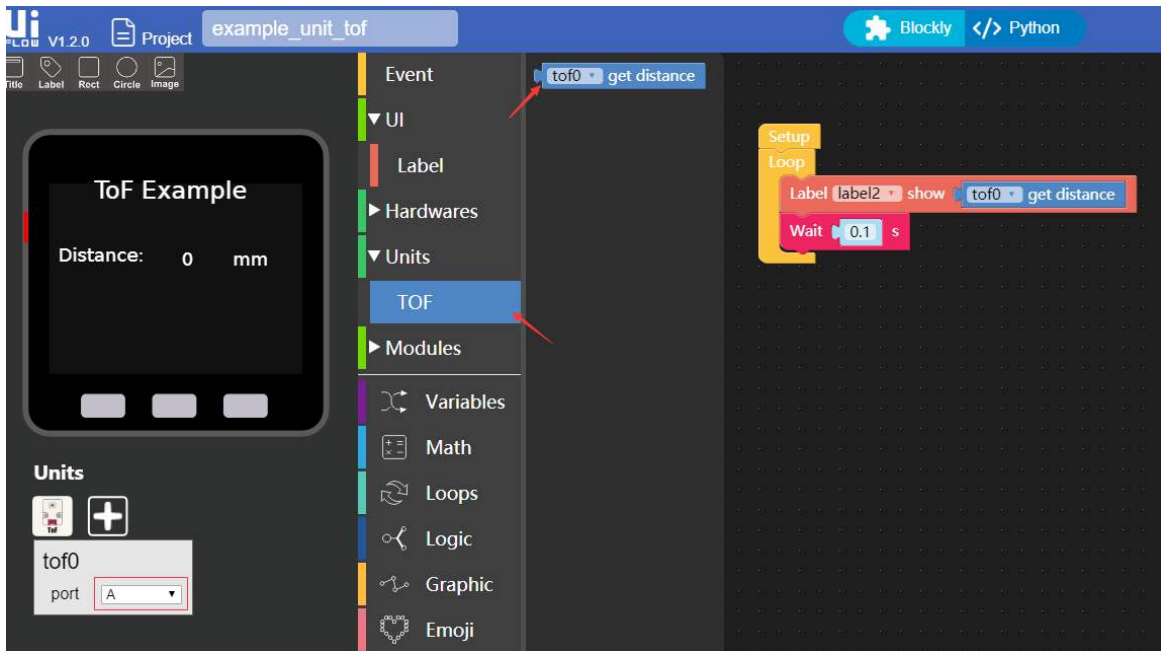 Ui
FLOW V1.2.0 Project example_unit_tof Blockly </> Python
Title Label Rect Circle Image
ToF Example
Distance: 0 mm
Units
ToF
tof0
port A
Event
UI
Label
Hardwares
Units
TOF
Modules
Variables
Math
Loops
Logic
Graphic
Emoji
tof0 get distance
Setup
Loop
Label label2 show tof0 get distance
Wait 0.1 s